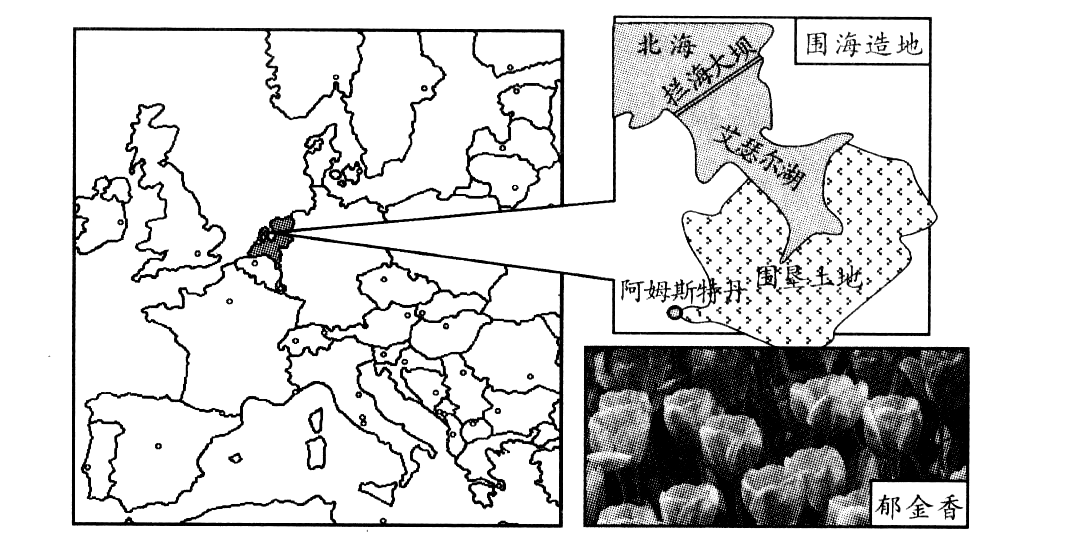 北海
围海造地
拦海大坝
艾瑟尔湖
围垦土地
阿姆斯特丹
郁金香